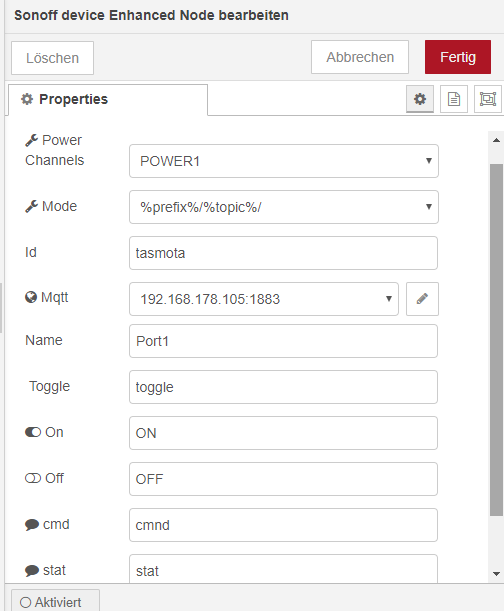 Sonoff device Enhanced Node bearbeiten
Löschen
Abbrechen
Fertig
Properties
Power
Channels
POWER1
Mode
%prefix%/%topic%/
Id
tasmota
Mqtt
192.168.178.105:1883
Name
Port1
Toggle
toggle
On
ON
Off
OFF
cmd
cmnd
stat
stat
Aktiviert